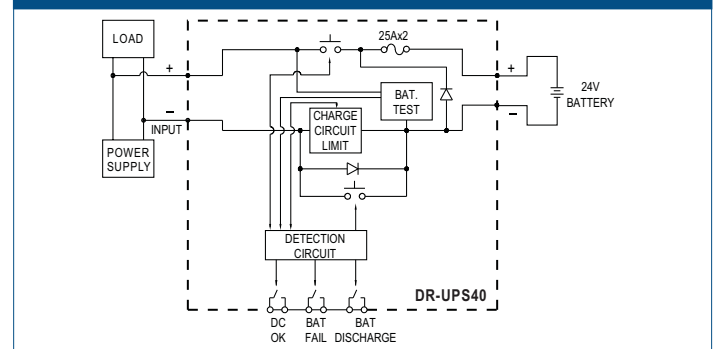 LOAD
25Ax2
+
+
BAT.
TEST
24V
BATTERY
–
–
INPUT
CHARGE
CIRCUIT
LIMIT
POWER
SUPPLY
DETECTION
CIRCUIT
DR-UPS40
DC
OK
BAT
FAIL
BAT
DISCHARGE